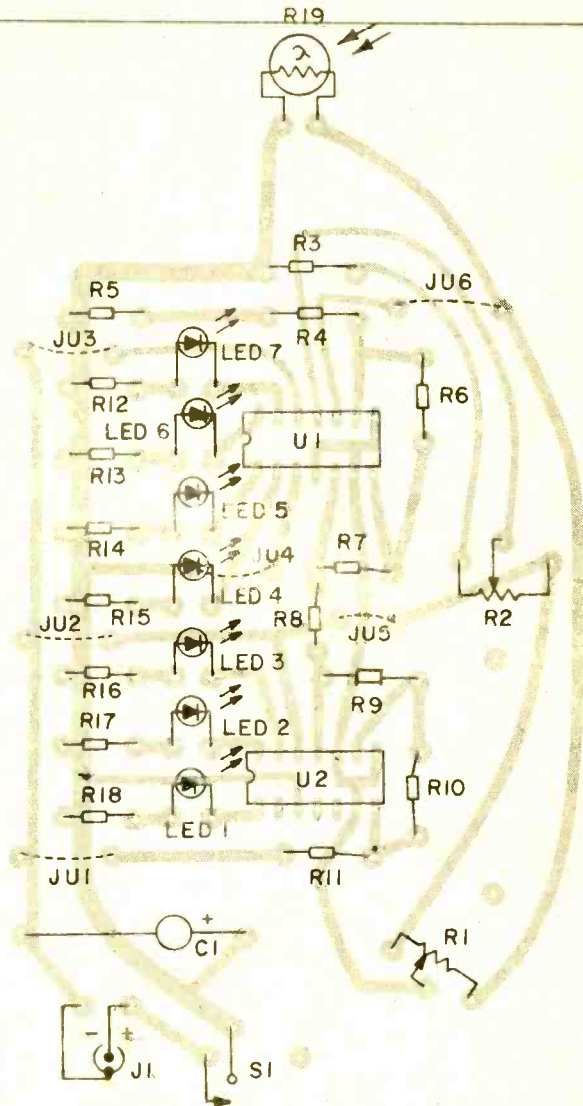 R19
λ
R3
JU6
R5
R4
JU3
LED 7
R12
R6
LED 6
U1
R13
LED 5
R14
R7
JU4
LED 4
R15
R8
R2
JU2
JU5
LED 3
R16
R9
LED 2
R17
U2
R10
R18
LED 1
R11
JU1
+
C1
R1
- +
J1
S1